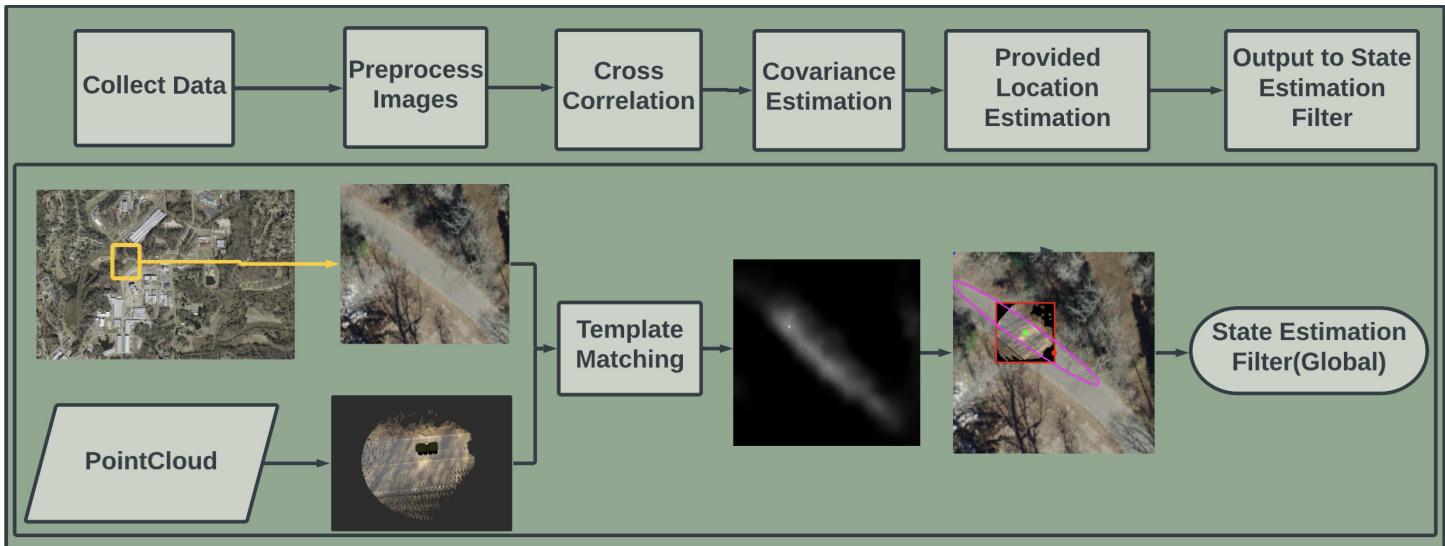 Collect Data
Preprocess
Images
Cross
Correlation
Covariance
Estimation
Provided
Location
Estimation
Output to State
Estimation
Filter
Template
Matching
State Estimation
Filter(Global)
PointCloud